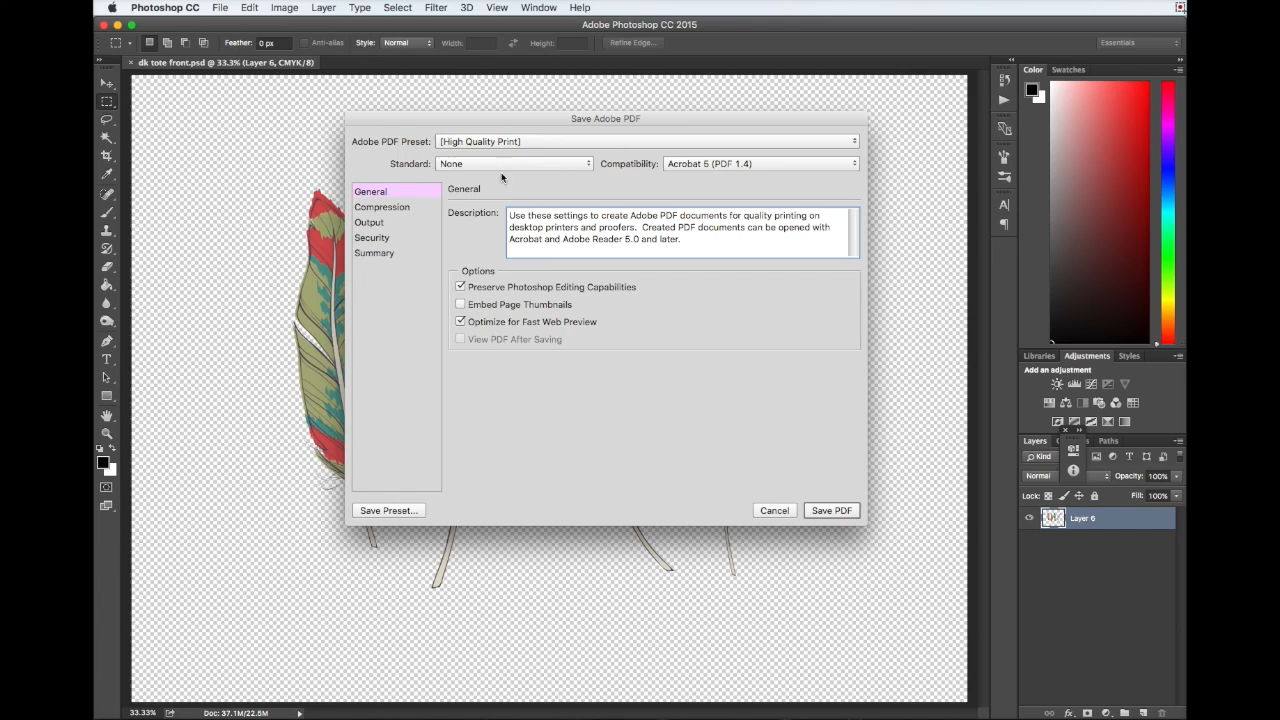 Photoshop CC File Edit Image Layer Type Select Filter 3D View Window Help
Adobe Photoshop CC 2015
Feather: 0 px Anti-alias Style: Normal Width: Height: Refine Edge... Essentials
× dk tote front.psd @ 33.3% (Layer 6, CMYK/8)
Color Swatches
Save Adobe PDF
Adobe PDF Preset: [High Quality Print]
Standard: None Compatibility: Acrobat 5 (PDF 1.4)
General
Compression
Output
Security
Summary
General
Description: Use these settings to create Adobe PDF documents for quality printing on
desktop printers and proofers. Created PDF documents can be opened with
Acrobat and Adobe Reader 5.0 and later.
Options
Preserve Photoshop Editing Capabilities
Embed Page Thumbnails
Optimize for Fast Web Preview
View PDF After Saving
Save Preset... Cancel Save PDF
Libraries Adjustments Styles
Add an adjustment
Layers Paths
Kind
Normal Opacity: 100%
Lock: Fill: 100%
Layer 6
33.33% Doc: 37.1M/22.5M